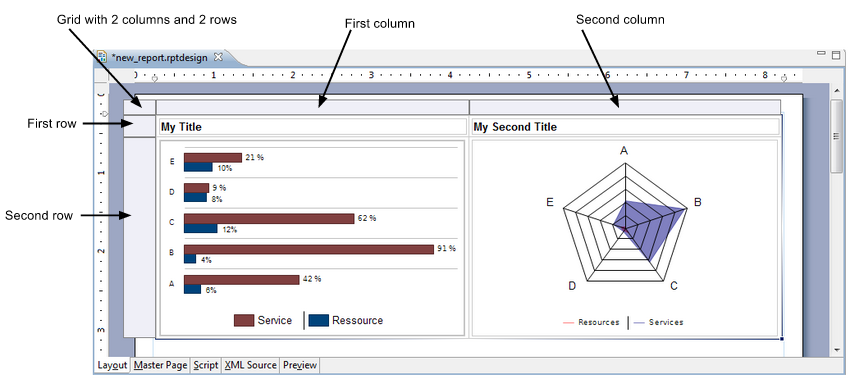 Grid with 2 columns and 2 rows
First column
Second column
*new_report.rptdesign
0 1 2 3 4 5 6 7 8
First row
My Title
My Second Title
Second row
0
1
2
3
E
21 %
10%
D
9 %
8%
C
62 %
12%
B
91 %
4%
A
42 %
6%
Service
Ressource
A
B
C
D
E
Resources
Services
Layout
Master Page
Script
XML Source
Preview